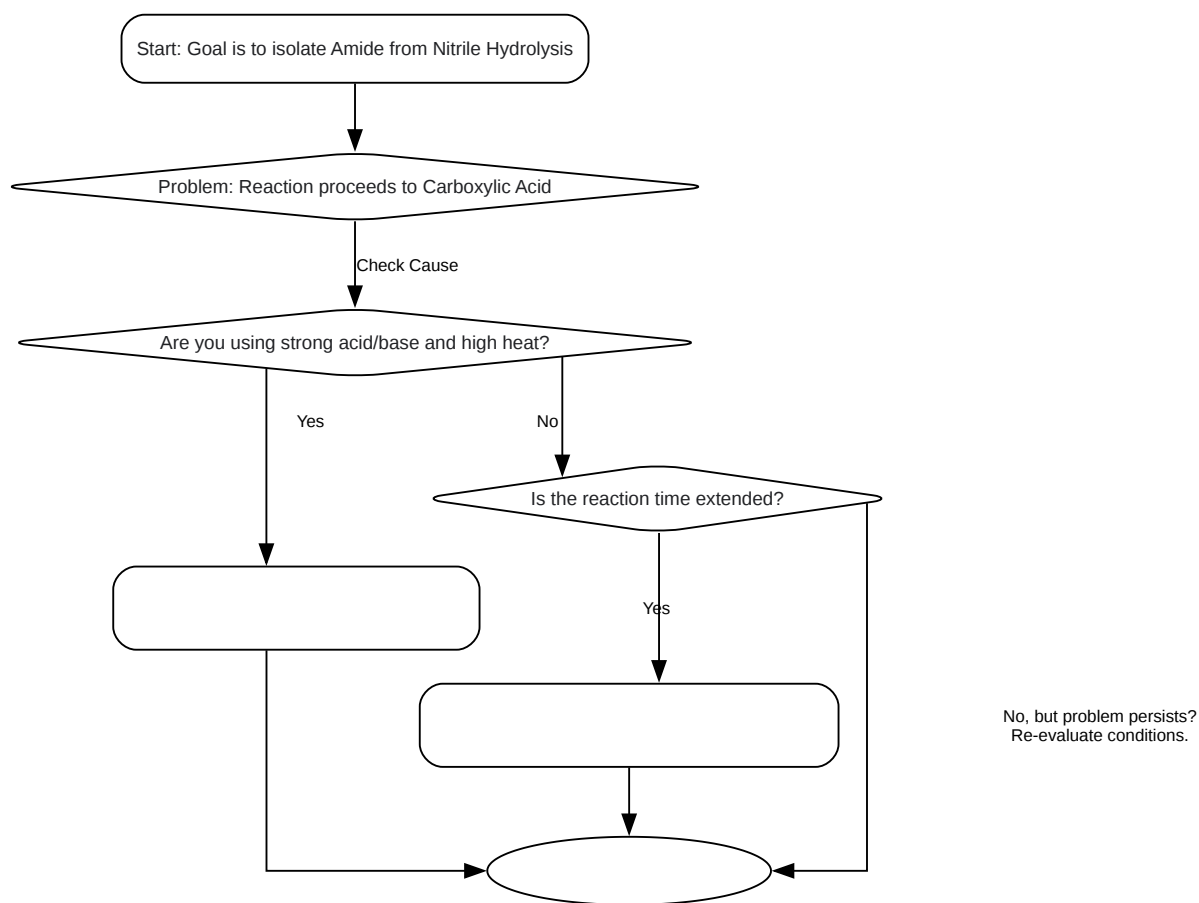 Start: Goal is to isolate Amide from Nitrile Hydrolysis
Problem: Reaction proceeds to Carboxylic Acid
Check Cause
Are you using strong acid/base and high heat?
Yes
No
Is the reaction time extended?
Yes
No, but problem persists?
Re-evaluate conditions.